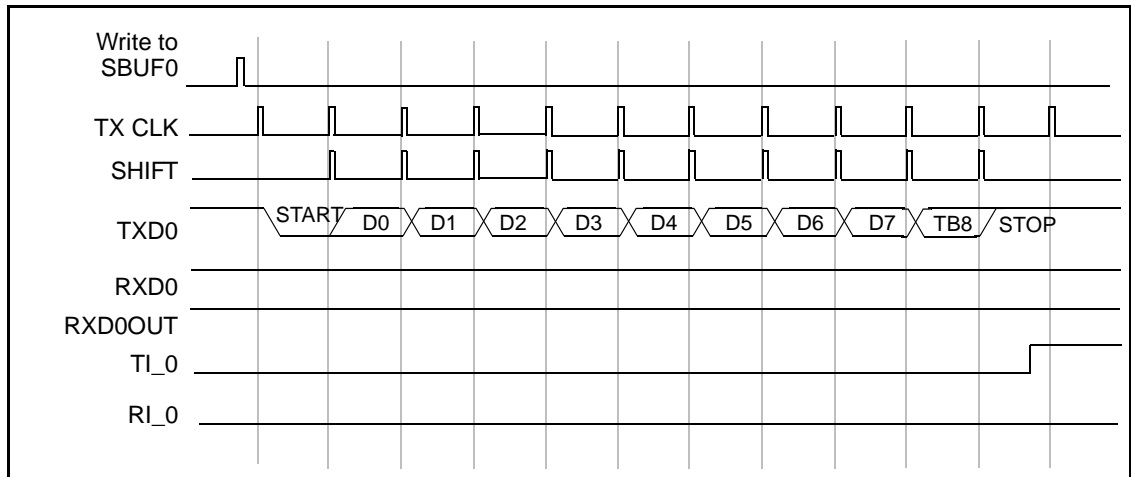 Write to
SBUF0
TX CLK
SHIFT
TXD0 START D0 D1 D2 D3 D4 D5 D6 D7 TB8 STOP
RXD0
RXD0OUT
TI_0
RI_0